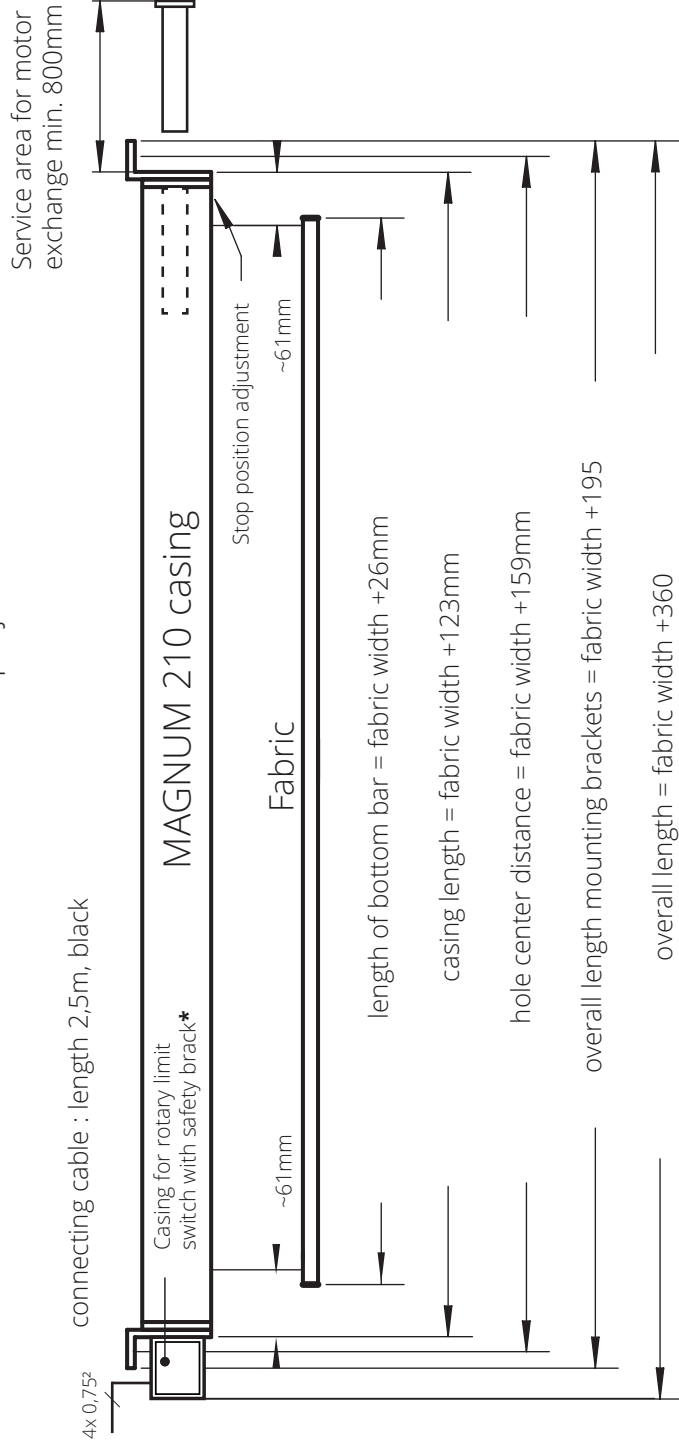 Service area for motor
exchange min. 800mm
connecting cable : length 2,5m, black
4x 0,75²
Casing for rotary limit
switch with safety brack*
MAGNUM 210 casing
Stop position adjustment
~61mm
Fabric
~61mm
length of bottom bar = fabric width +26mm
casing length = fabric width +123mm
hole center distance = fabric width +159mm
overall length mounting brackets = fabric width +195
overall length = fabric width +360